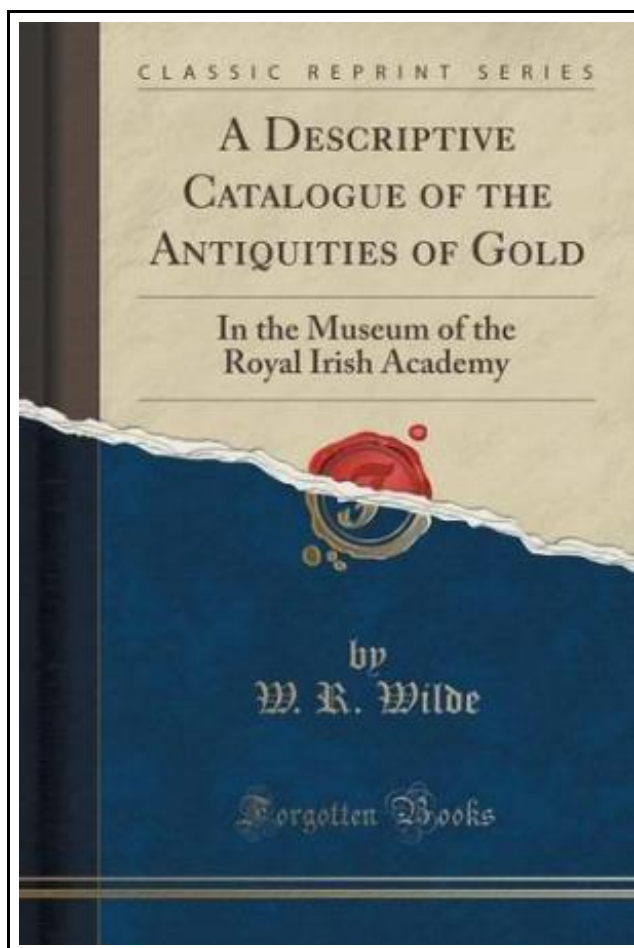 CLASSIC REPRINT SERIES
A DESCRIPTIVE
CATALOGUE OF THE
ANTIQUITIES OF GOLD
In the Museum of the
Royal Irish Academy
by
W. R. Wilde
Forgotten Books